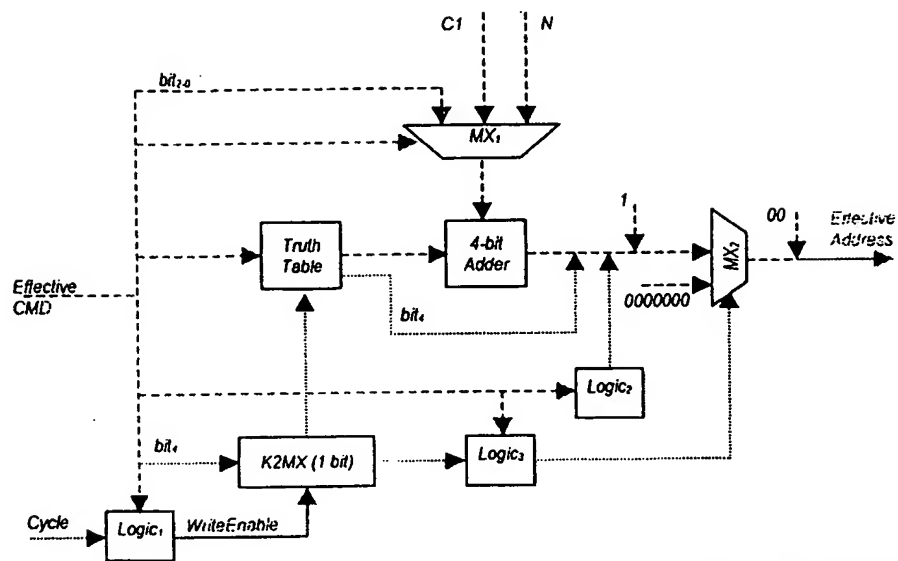 C1 N
bit₂₋₀
MX₁
1
00
Effective
Address
Truth
Table
4-bit
Adder
MX₂
Effective
CMD
0000000
bit₄
Logic₂
bit₄
K2MX (1 bit)
Logic₃
Cycle
Logic₁
WriteEnable